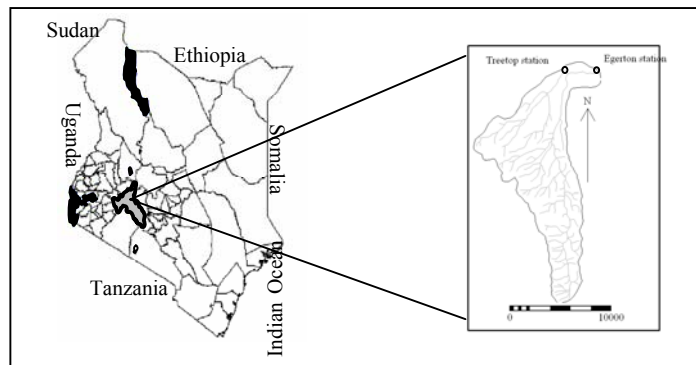 Sudan
Ethiopia
Uganda
Somalia
Tanzania
Indian Ocean
Treetop station
Egerton station
N
0
10000